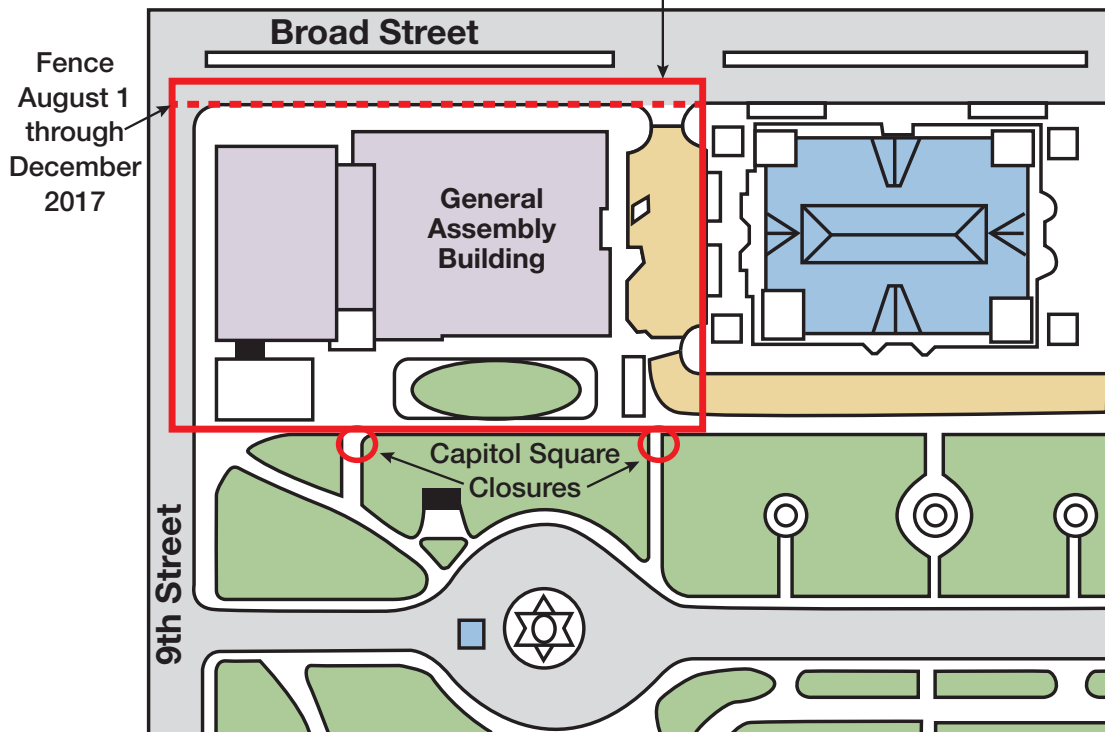 Broad Street
Fence
August 1
through
December
2017
General
Assembly
Building
Capitol Square
Closures
9th Street